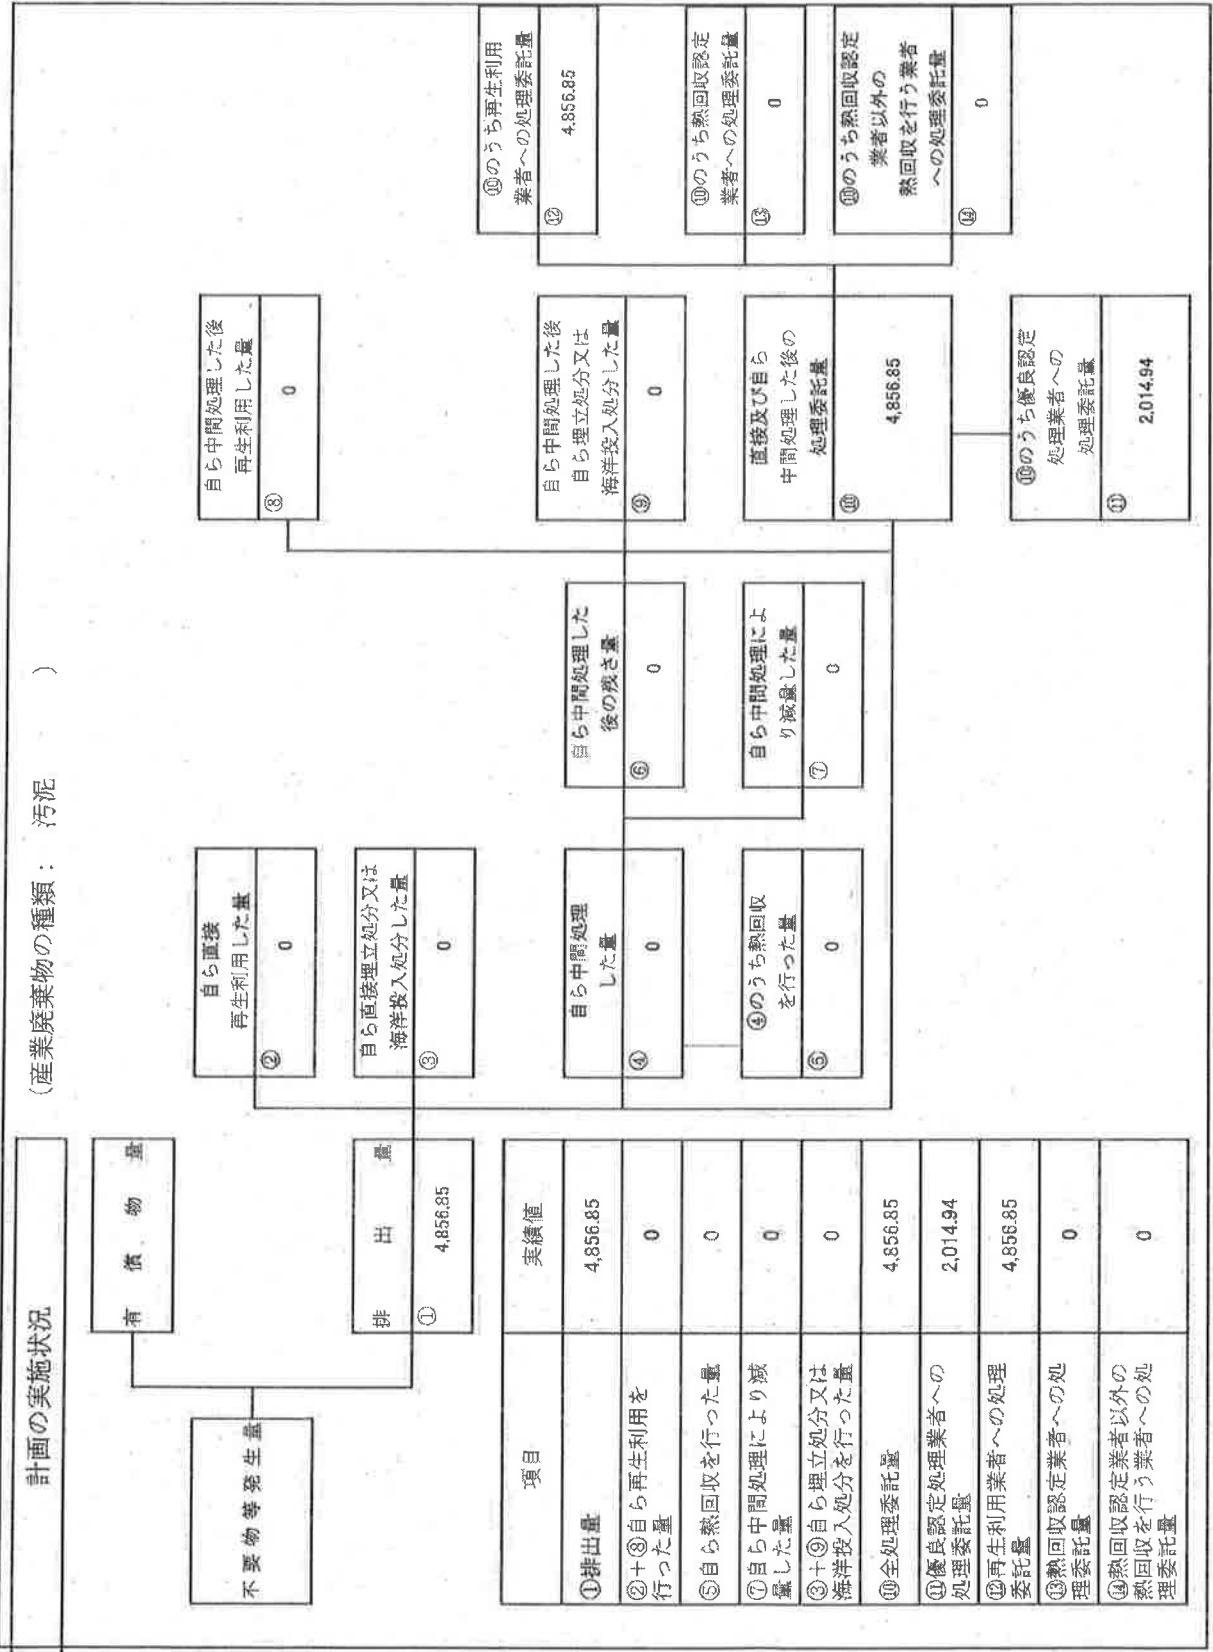 計画の実施状況
(産業廃棄物の種類： 汚泥 )
不要物等発生量
有償物量
排出量
①
4,856.85
自ら直接
再生利用した量
②
0
自ら直接埋立処分又は
海洋投入処分した量
③
0
自ら中間処理
した量
④
0
④のうち熱回収
を行った量
⑤
0
自ら中間処理した
後の残さ量
⑥
0
自ら中間処理によ
り減量した量
⑦
0
自ら中間処理した後
再生利用した量
⑧
0
自ら中間処理した後
自ら埋立処分又は
海洋投入処分した量
⑨
0
直接及び自ら
中間処理した後の
処理委託量
⑩
4,856.85
⑩のうち優良認定
処理業者への
処理委託量
⑪
2,014.94
⑩のうち再生利用
業者への処理委託量
⑫
4,856.85
⑩のうち熱回収認定
業者への処理委託量
⑬
0
⑩のうち熱回収認定
業者以外の
熱回収を行う業者
への処理委託量
⑭
0
項目 実績値
①排出量 4,856.85
②+⑧自ら再生利用を
行った量 0
⑤自ら熱回収を行った量 0
⑦自ら中間処理により減
量した量 0
③+⑨自ら埋立処分又は
海洋投入処分を行った量 0
⑩全処理委託量 4,856.85
⑪優良認定処理業者への
処理委託量 2,014.94
⑫再生利用業者への処理
委託量 4,856.85
⑬熱回収認定業者への処
理委託量 0
⑭熱回収認定業者以外の
熱回収を行う業者への処
理委託量 0